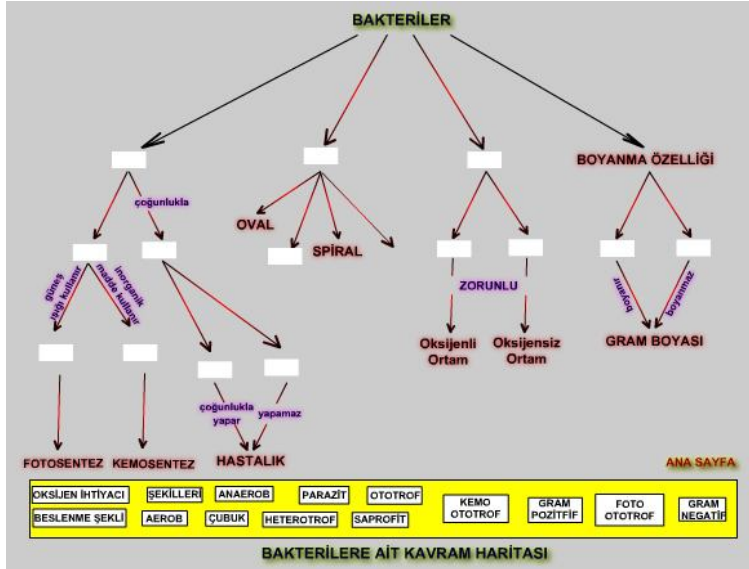 BAKTERİLER
BOYANMA ÖZELLİĞİ
çoğunlukla
OVAL
SPİRAL
güneş
ışığı kullanır
inorganik
madde kullanır
ZORUNLU
boyanır
boyanmaz
Oksijenli
Ortam
Oksijensiz
Ortam
GRAM BOYASI
çoğunlukla
yapar
yapamaz
FOTOSENTEZ
KEMOSENTEZ
HASTALIK
ANA SAYFA
OKSİJEN İHTİYACI
ŞEKİLLERİ
ANAEROB
PARAZİT
OTOTROF
KEMO
OTOTROF
GRAM
POZİTFİF
FOTO
OTOTROF
GRAM
NEGATİF
BESLENME ŞEKLİ
AEROB
ÇUBUK
HETEROTROF
SAPROFİT
BAKTERİLERE AİT KAVRAM HARİTASI